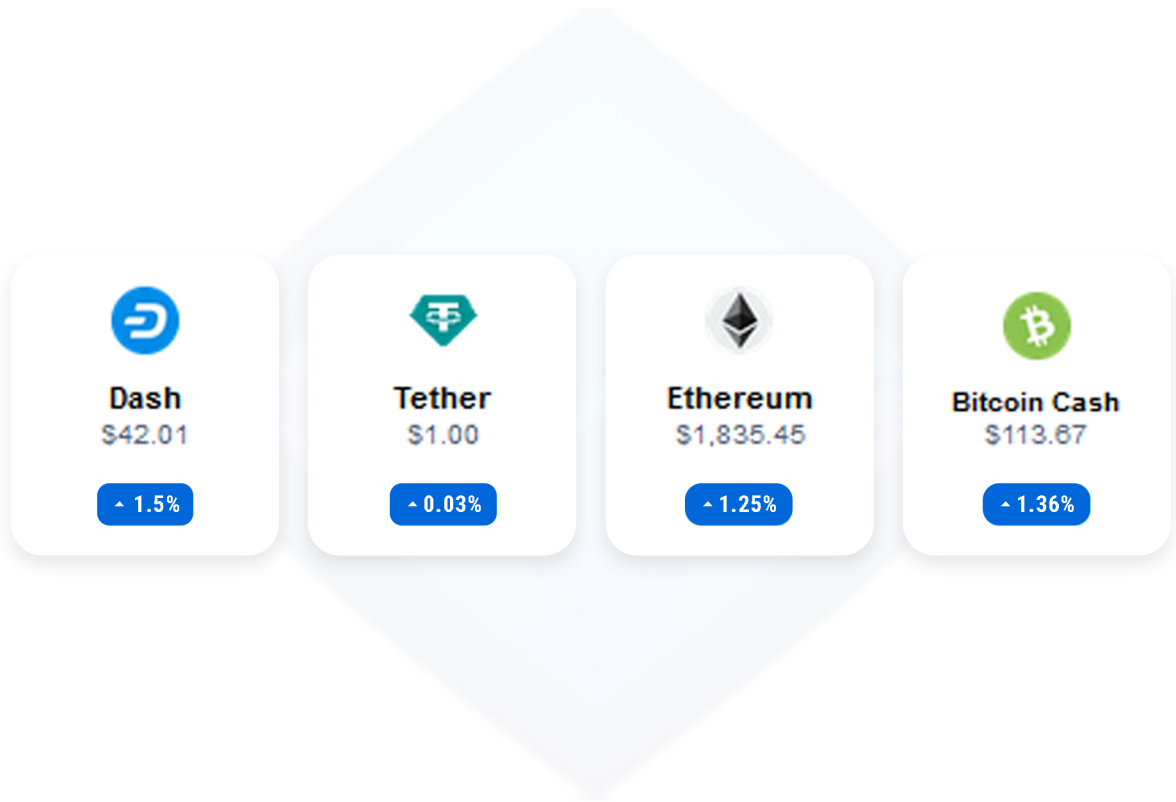 Dash
$42.01
1.5%
Tether
$1.00
0.03%
Ethereum
$1,835.45
1.25%
Bitcoin Cash
$113.67
1.36%